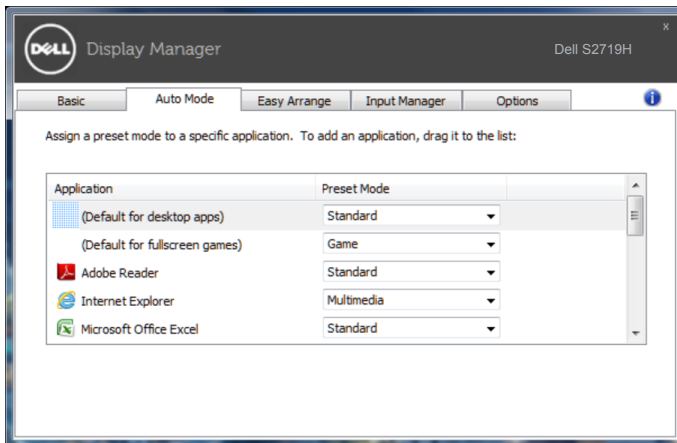 x
DELL Display Manager Dell S2719H
Basic Auto Mode Easy Arrange Input Manager Options i
Assign a preset mode to a specific application. To add an application, drag it to the list:
Application Preset Mode
(Default for desktop apps) Standard
(Default for fullscreen games) Game
Adobe Reader Standard
Internet Explorer Multimedia
Microsoft Office Excel Standard